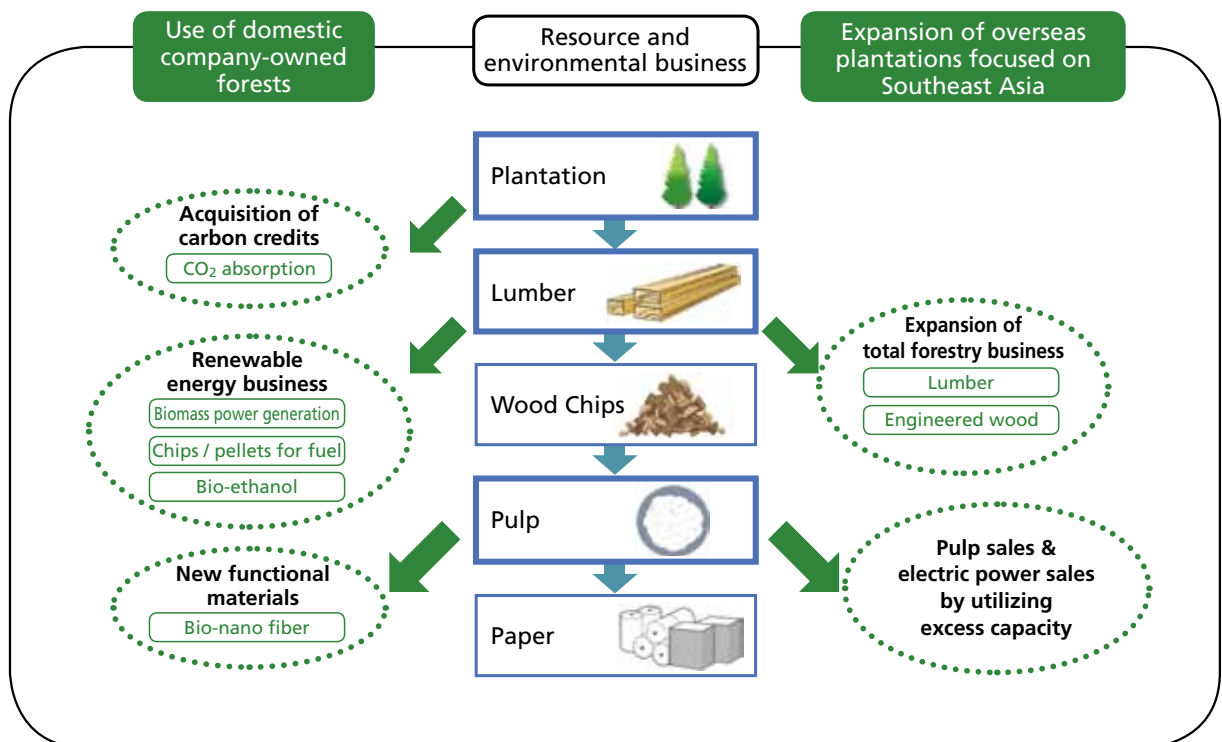 Use of domestic
company-owned
forests
Resource and
environmental business
Expansion of overseas
plantations focused on
Southeast Asia
Plantation
Acquisition of
carbon credits
CO₂ absorption
Lumber
Renewable
energy business
Biomass power generation
Chips / pellets for fuel
Bio-ethanol
Expansion of
total forestry business
Lumber
Engineered wood
Wood Chips
Pulp
New functional
materials
Bio-nano fiber
Pulp sales &
electric power sales
by utilizing
excess capacity
Paper